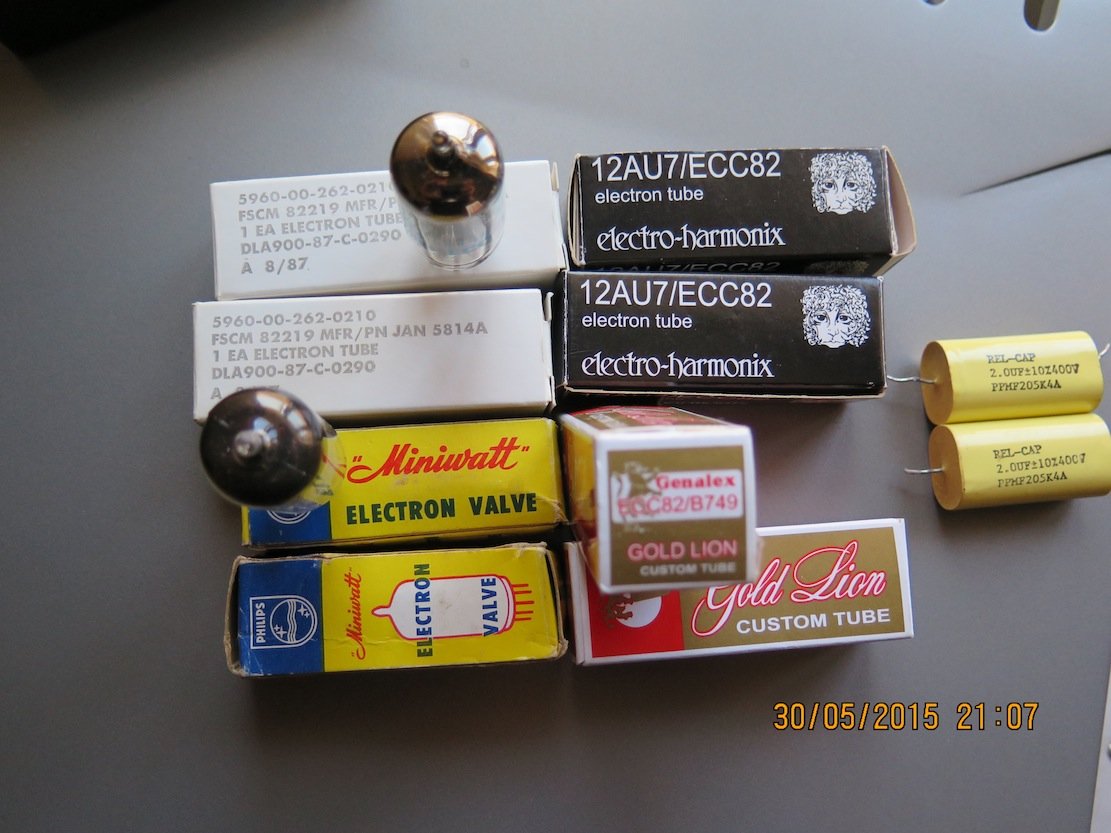 5960-00-262-0210
FSCM 82219 MFR/P
1 EA ELECTRON TUBE
DLA900-87-C-0290
A 8/87
5960-00-262-0210
FSCM 82219 MFR/PN JAN 5814A
1 EA ELECTRON TUBE
DLA900-87-C-0290
A
12AU7/ECC82
electron tube
electro-harmonix
12AU7/ECC82
electron tube
electro-harmonix
REL-CAP
2.0UF±10%400V
PPMF205K4A
REL-CAP
2.0UF±10%400V
PPMF205K4A
"Miniwatt"
ELECTRON VALVE
PHILIPS
"Miniwatt"
ELECTRON
VALVE
Genalex
ECC82/B749
GOLD LION
CUSTOM TUBE
Gold Lion
CUSTOM TUBE
30/05/2015 21:07